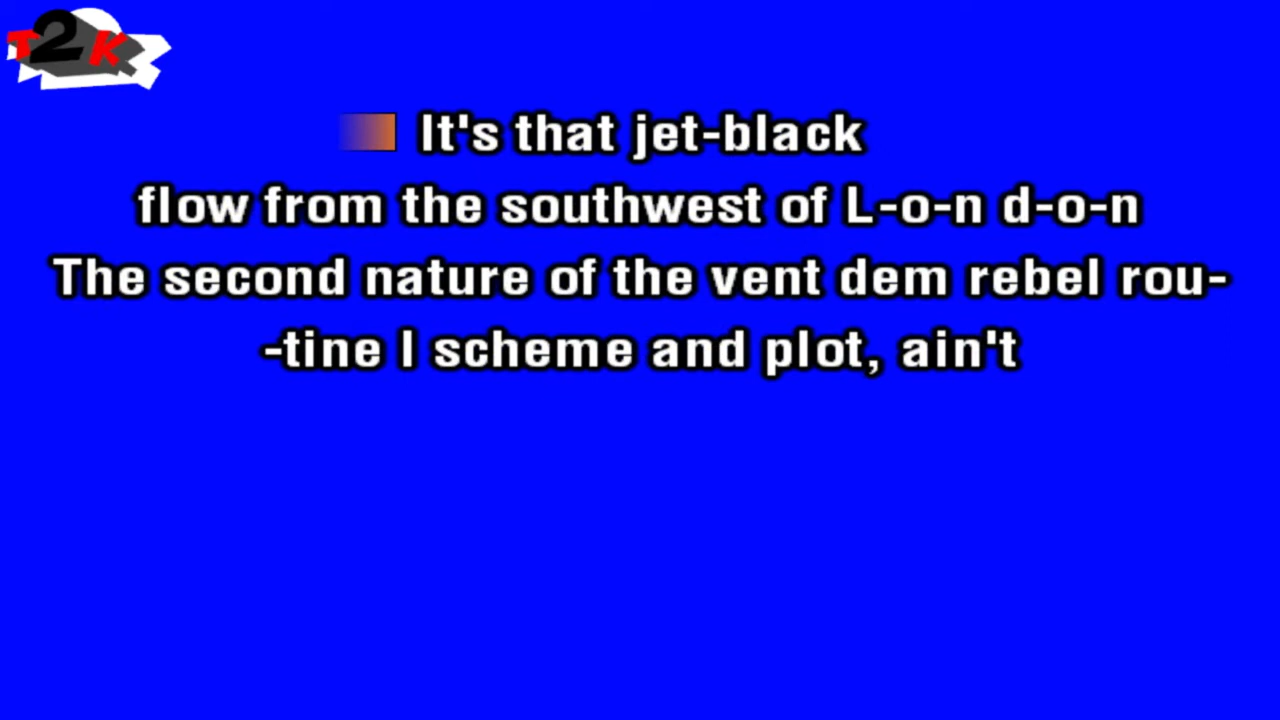 T2K
It's that jet-black
flow from the southwest of L-o-n d-o-n
The second nature of the vent dem rebel rou-
-tine I scheme and plot, ain't